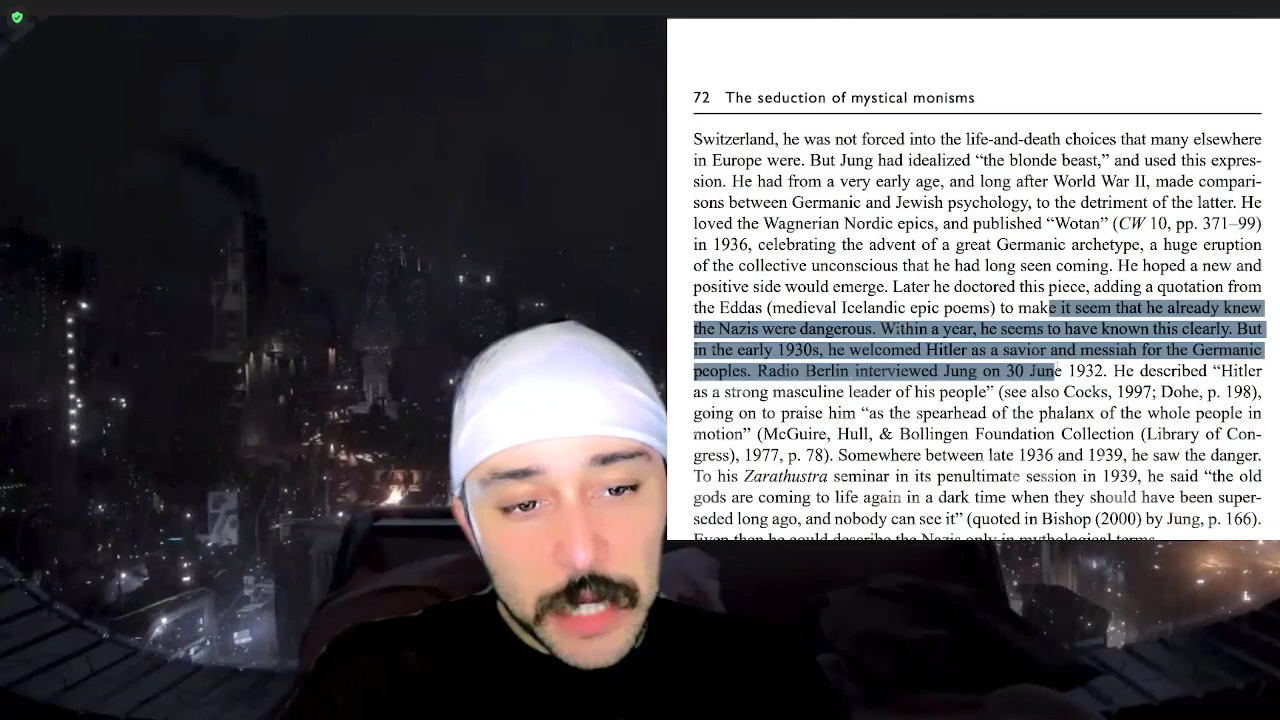 72 The seduction of mystical monisms
Switzerland, he was not forced into the life-and-death choices that many elsewhere
in Europe were. But Jung had idealized “the blonde beast,” and used this expres-
sion. He had from a very early age, and long after World War II, made compari-
sons between Germanic and Jewish psychology, to the detriment of the latter. He
loved the Wagnerian Nordic epics, and published “Wotan” (CW 10, pp. 371–99)
in 1936, celebrating the advent of a great Germanic archetype, a huge eruption
of the collective unconscious that he had long seen coming. He hoped a new and
positive side would emerge. Later he doctored this piece, adding a quotation from
the Eddas (medieval Icelandic epic poems) to make it seem that he already knew
the Nazis were dangerous. Within a year, he seems to have known this clearly. But
in the early 1930s, he welcomed Hitler as a savior and messiah for the Germanic
peoples. Radio Berlin interviewed Jung on 30 June 1932. He described “Hitler
as a strong masculine leader of his people” (see also Cocks, 1997; Dohe, p. 198),
going on to praise him “as the spearhead of the phalanx of the whole people in
motion” (McGuire, Hull, & Bollingen Foundation Collection (Library of Con-
gress), 1977, p. 78). Somewhere between late 1936 and 1939, he saw the danger.
To his Zarathustra seminar in its penultimate session in 1939, he said “the old
gods are coming to life again in a dark time when they should have been super-
seded long ago, and nobody can see it” (quoted in Bishop (2000) by Jung, p. 166).
Even then he could describe the Nazis only in mythological terms.